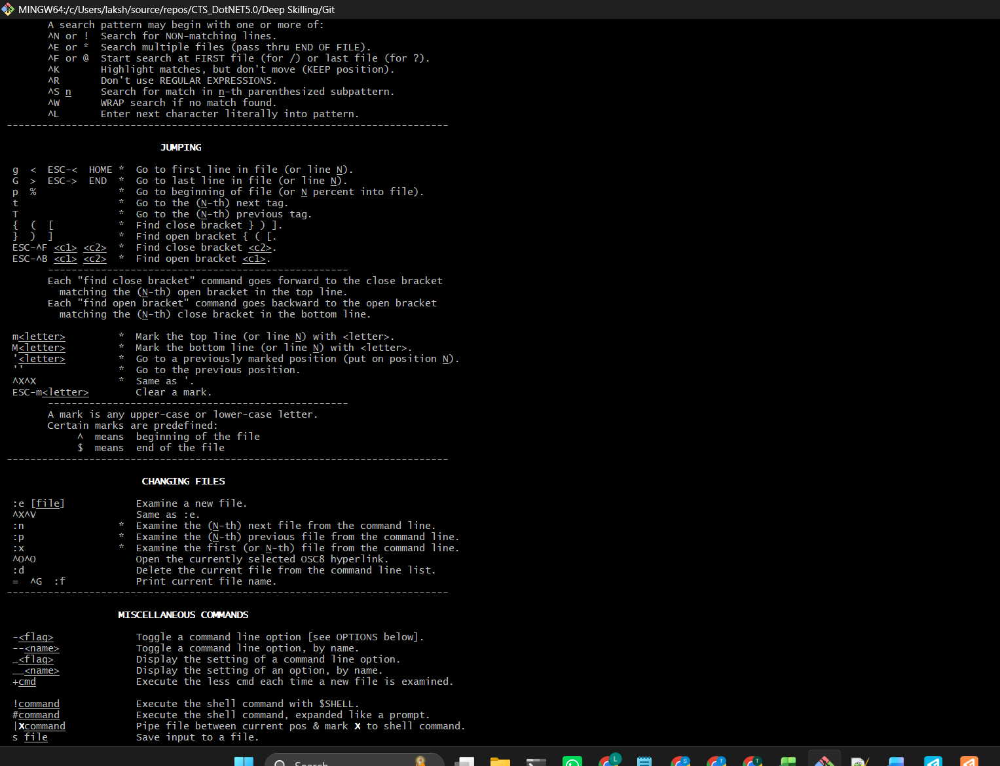 MINGW64:/c/Users/laksh/source/repos/CTS_DotNET5.0/Deep Skilling/Git
A search pattern may begin with one or more of:
^N or !  Search for NON-matching lines.
^E or *  Search multiple files (pass thru END OF FILE).
^F or @  Start search at FIRST file (for /) or last file (for ?).
^K       Highlight matches, but don't move (KEEP position).
^R       Don't use REGULAR EXPRESSIONS.
^S n     Search for match in n-th parenthesized subpattern.
^W       WRAP search if no match found.
^L       Enter next character literally into pattern.
---------------------------------------------------------------------------
JUMPING
g  <  ESC-<  HOME *  Go to first line in file (or line N).
G  >  ESC->  END  *  Go to last line in file (or line N).
p  %              *  Go to beginning of file (or N percent into file).
t                 *  Go to the (N-th) next tag.
T                 *  Go to the (N-th) previous tag.
{  (  [           *  Find close bracket } ) ].
}  )  ]           *  Find open bracket { ( [.
ESC-^F <c1> <c2>  *  Find close bracket <c2>.
ESC-^B <c1> <c2>  *  Find open bracket <c1>.
---------------------------------------------------
Each "find close bracket" command goes forward to the close bracket
matching the (N-th) open bracket in the top line.
Each "find open bracket" command goes backward to the open bracket
matching the (N-th) close bracket in the bottom line.
m<letter>         *  Mark the top line (or line N) with <letter>.
M<letter>         *  Mark the bottom line (or line N) with <letter>.
'<letter>         *  Go to a previously marked position (put on position N).
''                *  Go to the previous position.
^X^X              *  Same as '.
ESC-m<letter>        Clear a mark.
---------------------------------------------------
A mark is any upper-case or lower-case letter.
Certain marks are predefined:
^  means  beginning of the file
$  means  end of the file
---------------------------------------------------------------------------
CHANGING FILES
:e [file]            Examine a new file.
^X^V                 Same as :e.
:n                *  Examine the (N-th) next file from the command line.
:p                *  Examine the (N-th) previous file from the command line.
:x                *  Examine the first (or N-th) file from the command line.
^O^O                 Open the currently selected OSC8 hyperlink.
:d                   Delete the current file from the command line list.
=  ^G  :f            Print current file name.
---------------------------------------------------------------------------
MISCELLANEOUS COMMANDS
-<flag>              Toggle a command line option [see OPTIONS below].
--<name>             Toggle a command line option, by name.
_<flag>              Display the setting of a command line option.
__<name>             Display the setting of an option, by name.
+cmd                 Execute the less cmd each time a new file is examined.
!command             Execute the shell command with $SHELL.
#command             Execute the shell command, expanded like a prompt.
|Xcommand            Pipe file between current pos & mark X to shell command.
s file               Save input to a file.
Search
L
S
T
T